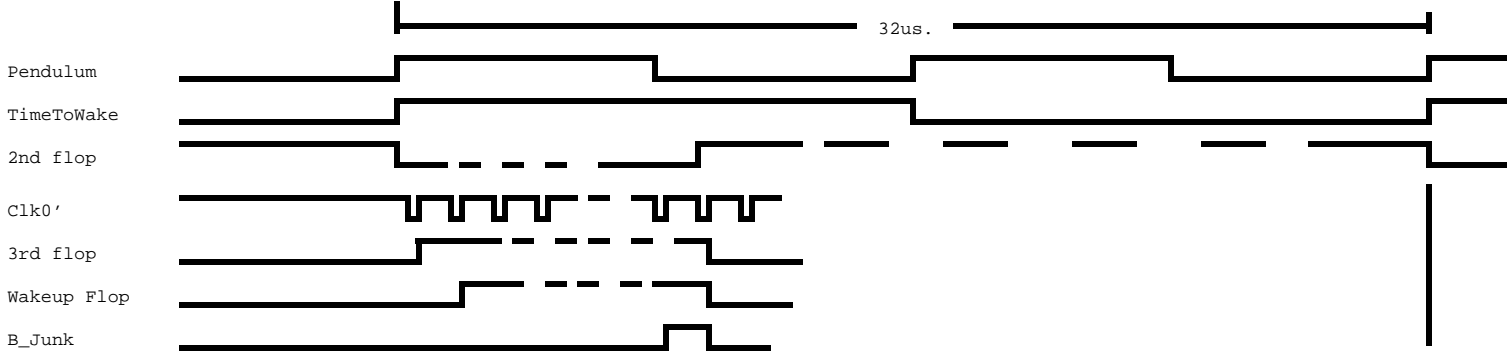 32us.
Pendulum
TimeToWake
2nd flop
Clk0'
3rd flop
Wakeup Flop
B_Junk